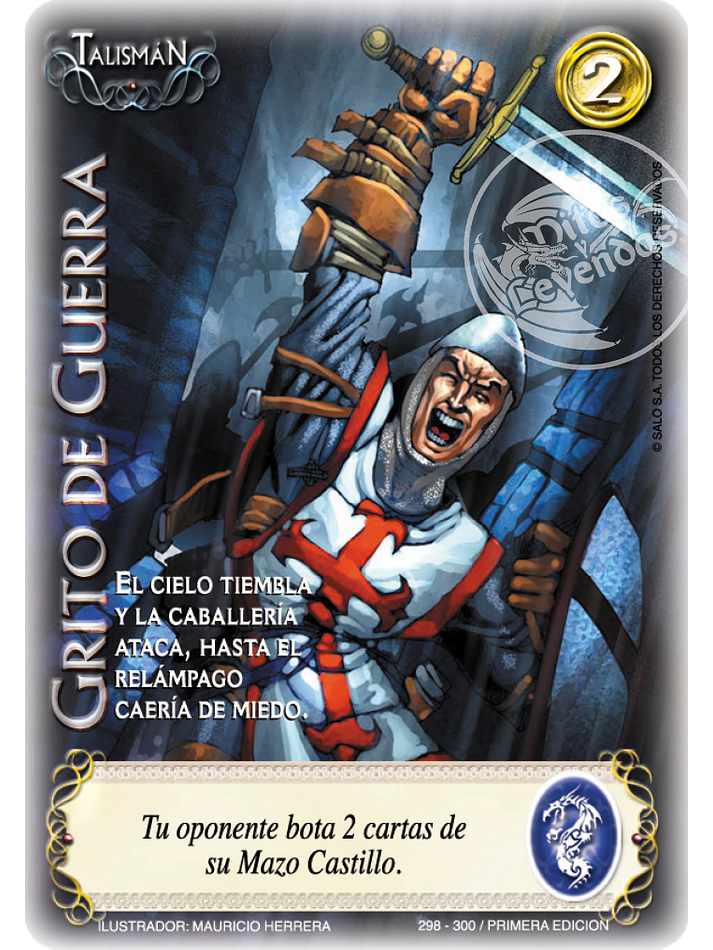 TALISMÁN
2
Mitos
y
Leyendas
© SALO S.A. TODOS LOS DERECHOS RESERVADOS
GRITO DE GUERRA
EL CIELO TIEMBLA
Y LA CABALLERÍA
ATACA, HASTA EL
RELÁMPAGO
CAERÍA DE MIEDO.
Tu oponente bota 2 cartas de
su Mazo Castillo.
ILUSTRADOR: MAURICIO HERRERA
298 - 300 / PRIMERA EDICION